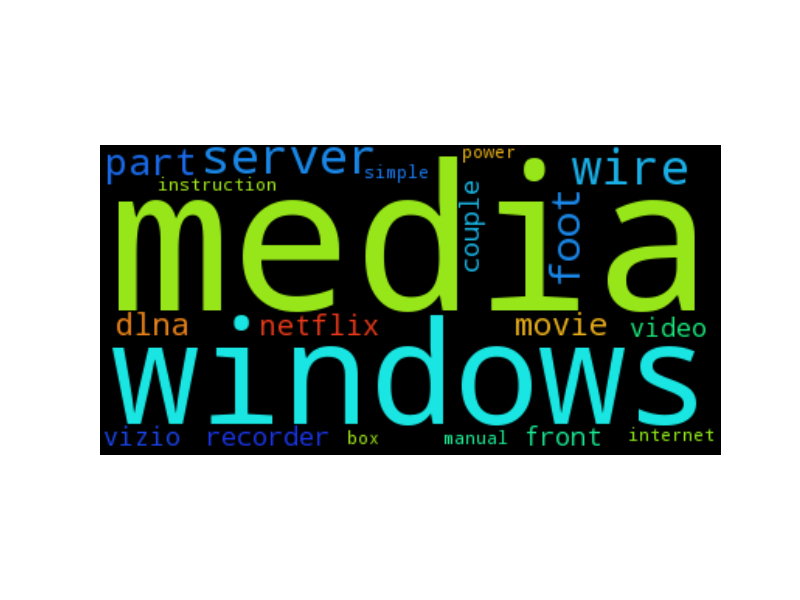 part server simple power wire
instruction
media
couple
foot
dlna netflix movie video
windows
vizio recorder box manual front internet